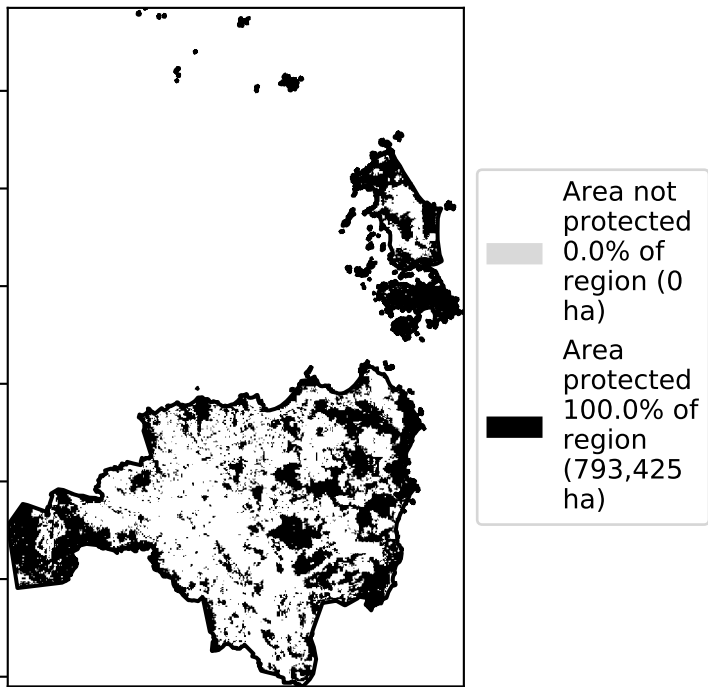 Area not
protected
0.0% of
region (0
ha)
Area
protected
100.0% of
region
(793,425
ha)